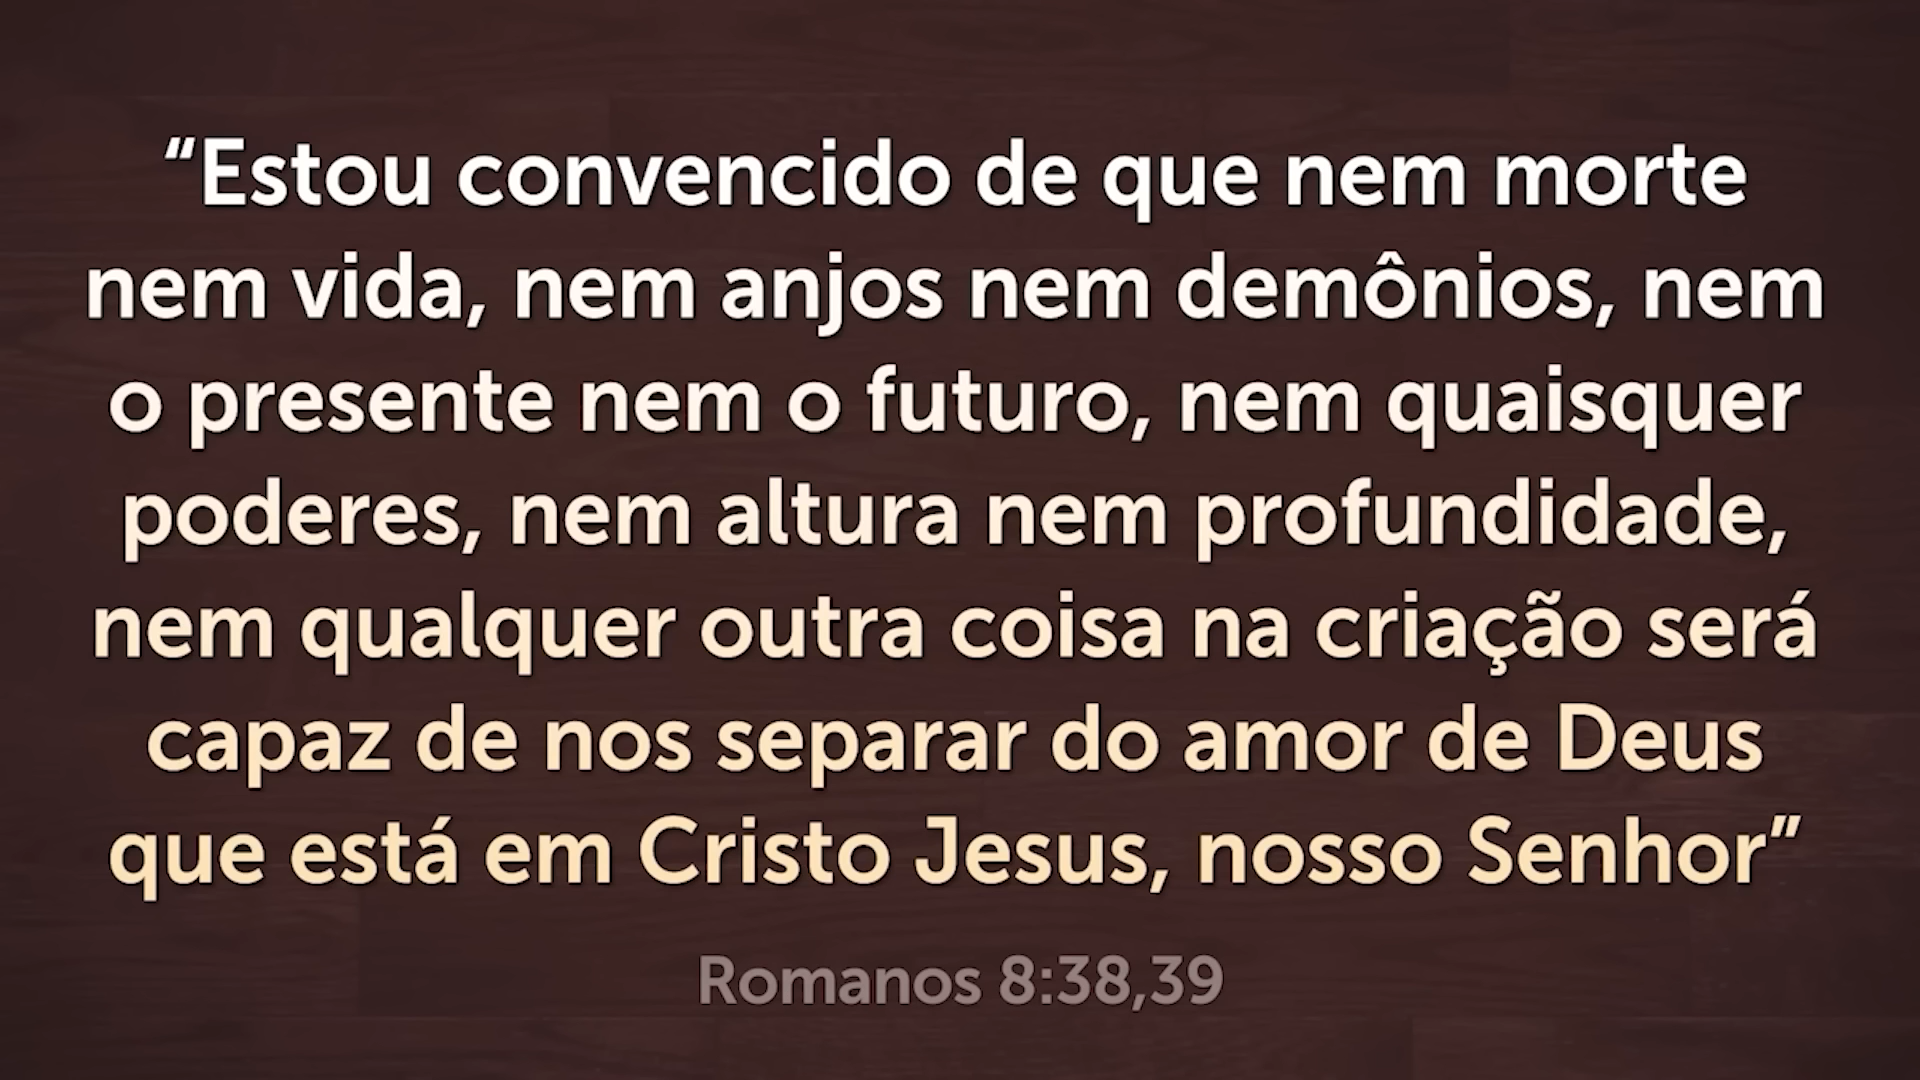 “Estou convencido de que nem morte
nem vida, nem anjos nem demônios, nem
o presente nem o futuro, nem quaisquer
poderes, nem altura nem profundidade,
nem qualquer outra coisa na criação será
capaz de nos separar do amor de Deus
que está em Cristo Jesus, nosso Senhor”
Romanos 8:38,39